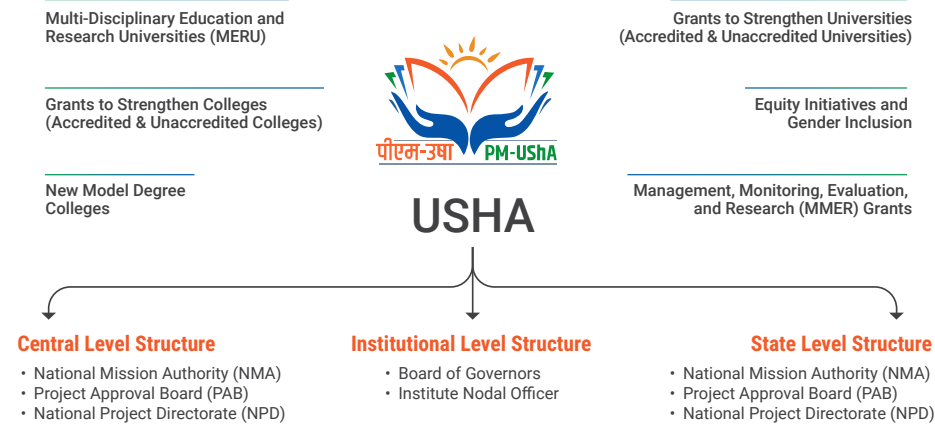 Multi-Disciplinary Education and
Research Universities (MERU)
Grants to Strengthen Colleges
(Accredited & Unaccredited Colleges)
New Model Degree
Colleges
पीएम-उषा PM-UShA
USHA
Grants to Strengthen Universities
(Accredited & Unaccredited Universities)
Equity Initiatives and
Gender Inclusion
Management, Monitoring, Evaluation,
and Research (MMER) Grants
Central Level Structure
• National Mission Authority (NMA)
• Project Approval Board (PAB)
• National Project Directorate (NPD)
Institutional Level Structure
• Board of Governors
• Institute Nodal Officer
State Level Structure
• National Mission Authority (NMA)
• Project Approval Board (PAB)
• National Project Directorate (NPD)